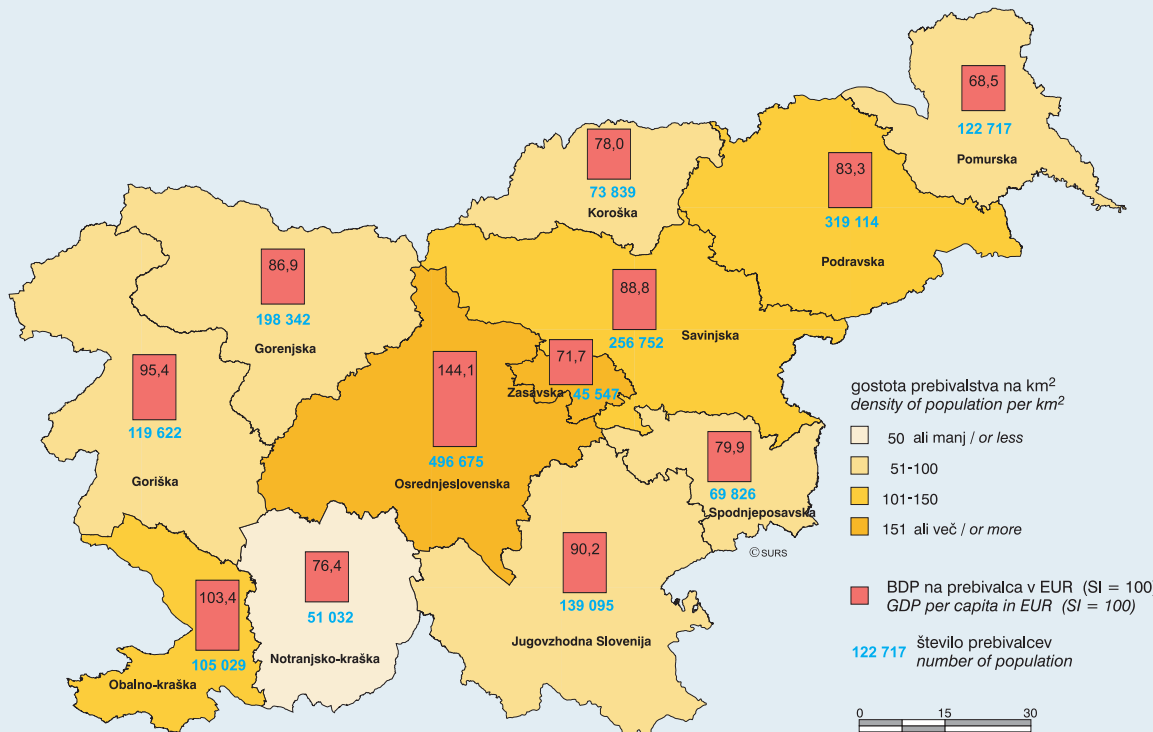 68,5
122 717
Pomurska
78,0
73 839
Koroška
83,3
319 114
Podravska
86,9
198 342
Gorenjska
88,8
256 752
Savinjska
95,4
119 622
Goriška
144,1
496 675
Osrednjeslovenska
71,7
Zasavska 45 547
79,9
69 826
Spodnjeposavska
© SURS
90,2
139 095
Jugovzhodna Slovenija
76,4
51 032
Notranjsko-kraška
103,4
105 029
Obalno-kraška
gostota prebivalstva na km²
density of population per km²
50 ali manj / or less
51-100
101-150
151 ali več / or more
BDP na prebivalca v EUR (SI = 100)
GDP per capita in EUR (SI = 100)
122 717 število prebivalcev
number of population
0 15 30